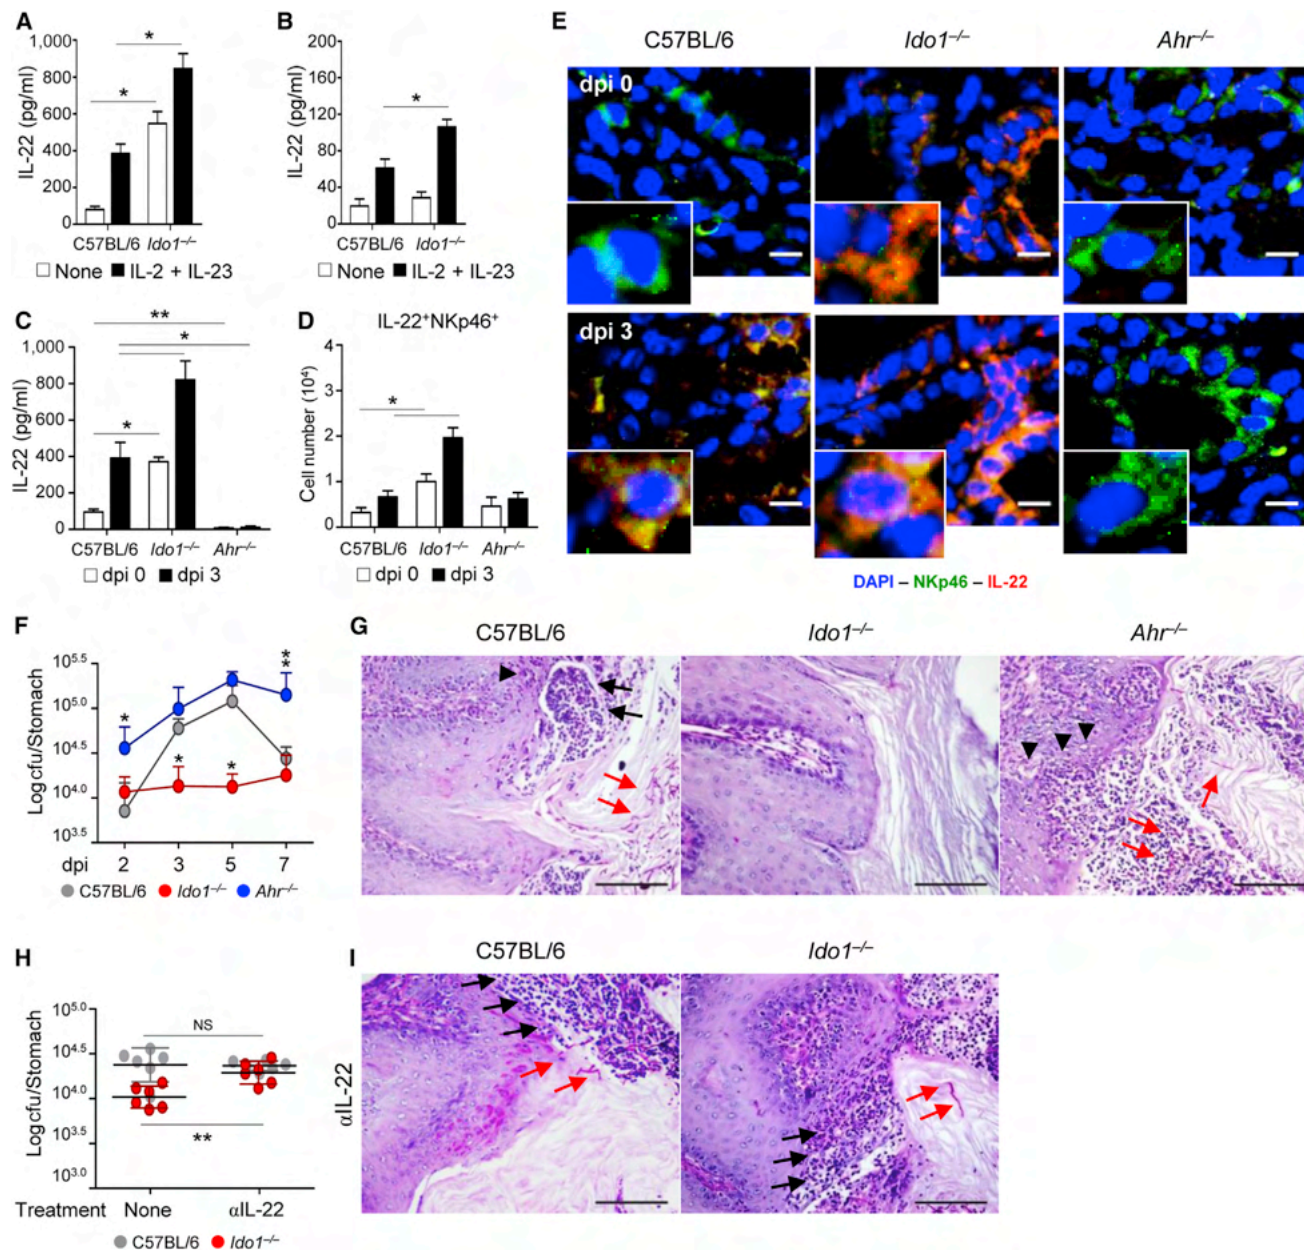 A
1,000
800
600
400
200
0
IL-22 (pg/ml)
*
*
C57BL/6 Ido1–/–
None IL-2 + IL-23
B
200
160
120
80
40
0
IL-22 (pg/ml)
*
C57BL/6 Ido1–/–
None IL-2 + IL-23
C
1,000
800
600
400
200
0
IL-22 (pg/ml)
**
*
*
*
C57BL/6 Ido1–/– Ahr–/–
dpi 0 dpi 3
D
IL-22+NKp46+
4
3
2
1
0
Cell number (104)
*
C57BL/6 Ido1–/– Ahr–/–
dpi 0 dpi 3
E
C57BL/6 Ido1–/– Ahr–/–
dpi 0
dpi 3
DAPI – NKp46 – IL-22
F
105.5
105.0
104.5
104.0
103.5
Log cfu/Stomach
*
*
*
**
dpi 2 3 5 7
C57BL/6 Ido1–/– Ahr–/–
G
C57BL/6 Ido1–/– Ahr–/–
H
105.0
104.5
104.0
103.5
103.0
Log cfu/Stomach
NS
**
Treatment None αIL-22
C57BL/6 Ido1–/–
I
C57BL/6 Ido1–/–
αIL-22